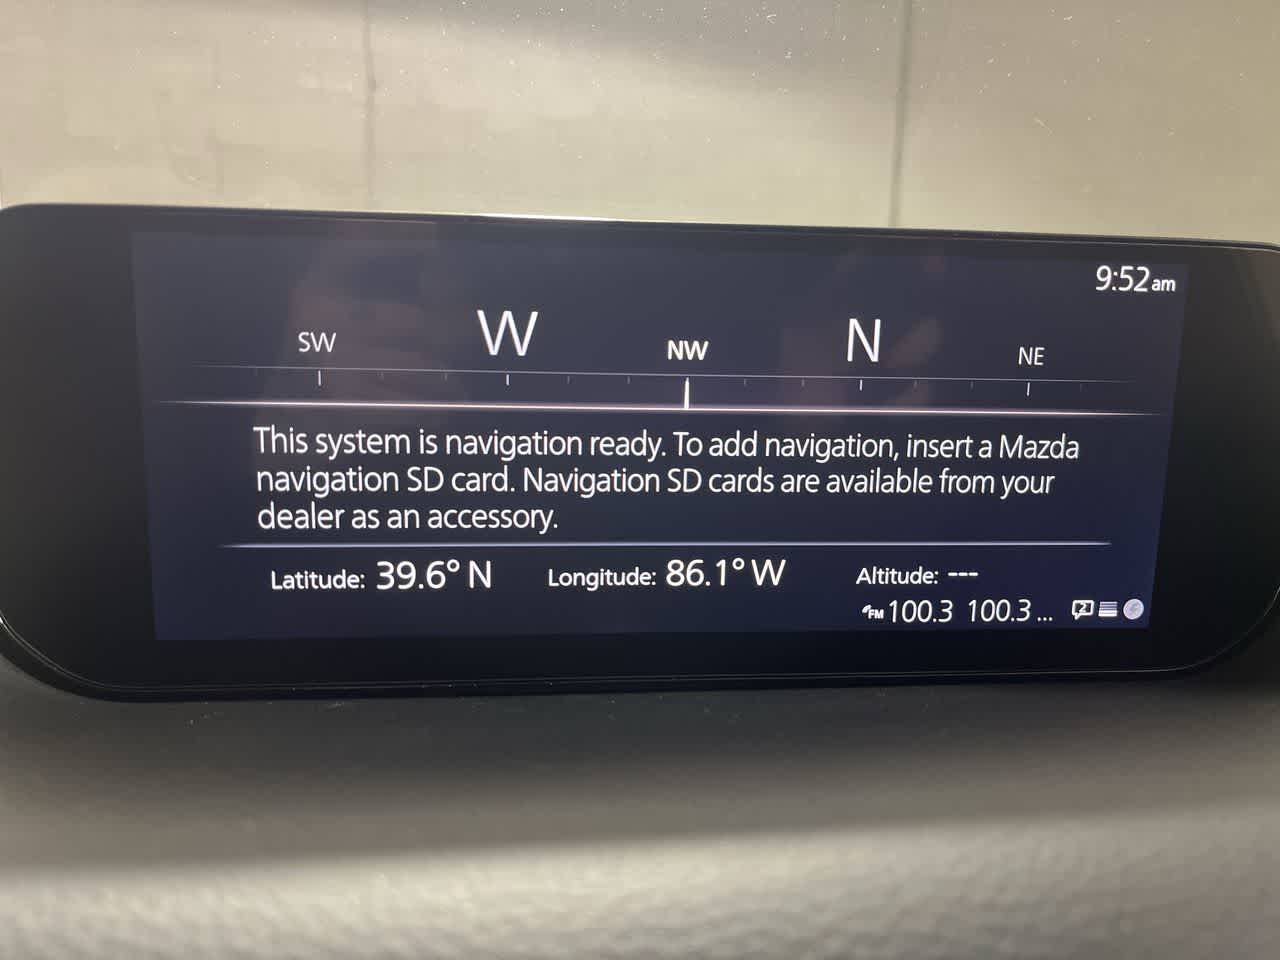 9:52am
SW W NW N NE
This system is navigation ready. To add navigation, insert a Mazda
navigation SD card. Navigation SD cards are available from your
dealer as an accessory.
Latitude: 39.6° N Longitude: 86.1° W Altitude: ---
FM 100.3 100.3 ... 2